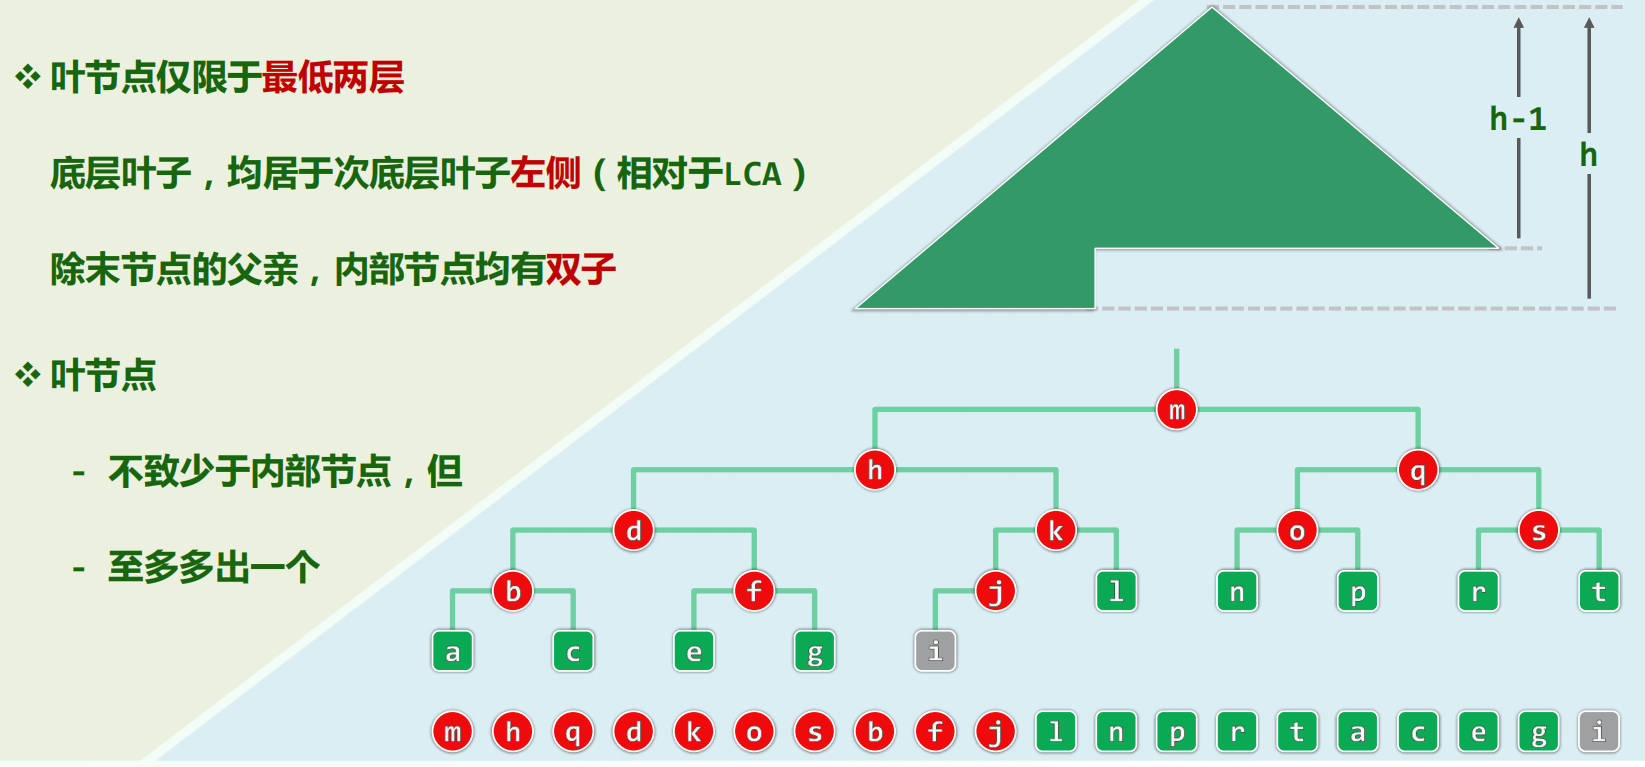 ❖ 叶节点仅限于最低两层
底层叶子，均居于次底层叶子左侧（相对于LCA）
除末节点的父亲，内部节点均有双子
❖ 叶节点
- 不致少于内部节点，但
- 至多多出一个
h-1
h
m
h q
d k o s
b f j l n p r t
a c e g i
m h q d k o s b f j l n p r t a c e g i